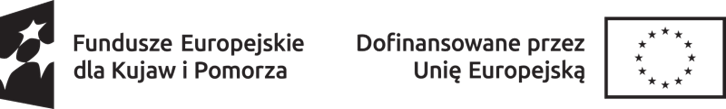 Fundusze Europejskie
dla Kujaw i Pomorza
Dofinansowane przez
Unię Europejską